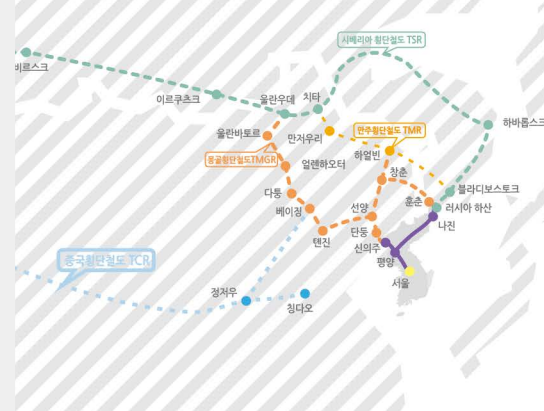 시베리아 횡단철도 TSR
비르스크
이르쿠츠크
울란우데
치타
하바롭스크
울란바토르
만저우리
만주횡단철도 TMR
몽골횡단철도TMGR
얼렌하오터
하얼빈
창춘
다퉁
베이징
선양
훈춘
블라디보스토크
러시아 하산
나진
톈진
단둥
신의주
평양
서울
중국횡단철도 TCR
정저우
칭다오